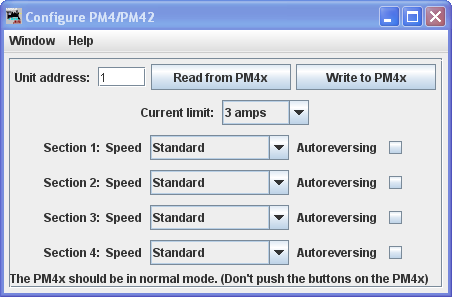 Configure PM4/PM42
Window Help
Unit address: 1 Read from PM4x Write to PM4x
Current limit: 3 amps
Section 1: Speed Standard Autoreversing
Section 2: Speed Standard Autoreversing
Section 3: Speed Standard Autoreversing
Section 4: Speed Standard Autoreversing
The PM4x should be in normal mode. (Don't push the buttons on the PM4x)